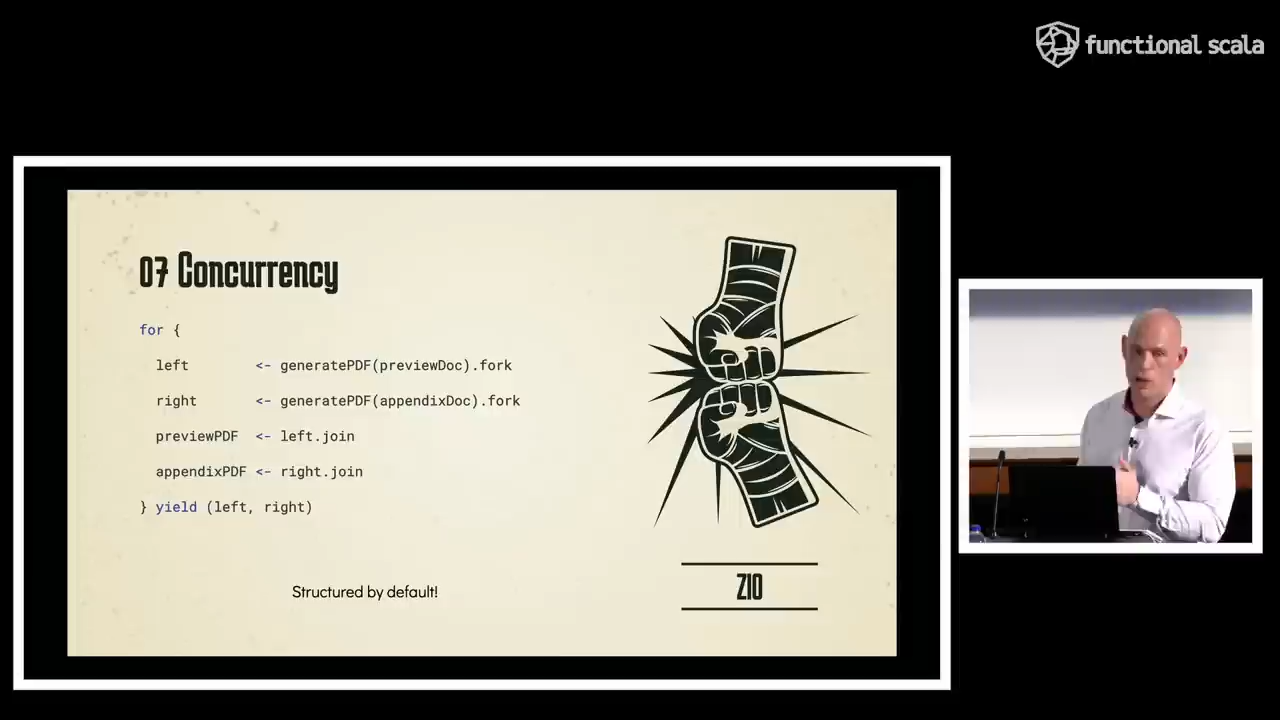 functional scala
07 Concurrency
for {
left <- generatePDF(previewDoc).fork
right <- generatePDF(appendixDoc).fork
previewPDF <- left.join
appendixPDF <- right.join
} yield (left, right)
Structured by default!
ZIO